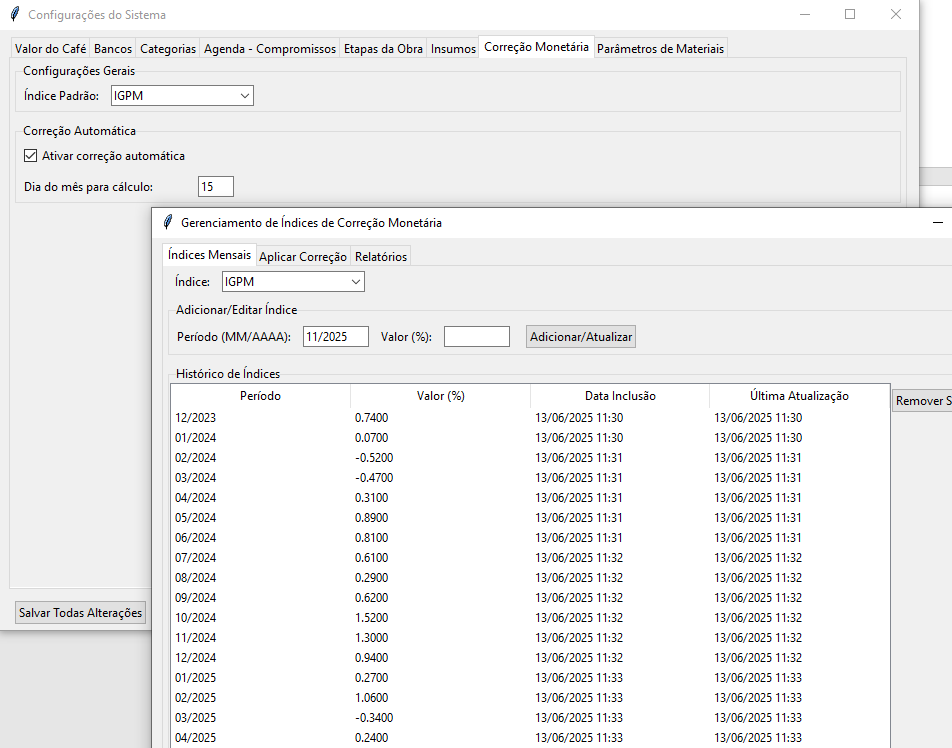 Configurações do Sistema
Valor do Café Bancos Categorias Agenda - Compromissos Etapas da Obra Insumos Correção Monetária Parâmetros de Materiais
Configurações Gerais
Índice Padrão: IGPM
Correção Automática
Ativar correção automática
Dia do mês para cálculo: 15
Gerenciamento de Índices de Correção Monetária
Índices Mensais Aplicar Correção Relatórios
Índice: IGPM
Adicionar/Editar Índice
Período (MM/AAAA): 11/2025 Valor (%): Adicionar/Atualizar
Histórico de Índices
Período Valor (%) Data Inclusão Última Atualização
Remover S
12/2023 0.7400 13/06/2025 11:30 13/06/2025 11:30
01/2024 0.0700 13/06/2025 11:30 13/06/2025 11:30
02/2024 -0.5200 13/06/2025 11:31 13/06/2025 11:31
03/2024 -0.4700 13/06/2025 11:31 13/06/2025 11:31
04/2024 0.3100 13/06/2025 11:31 13/06/2025 11:31
05/2024 0.8900 13/06/2025 11:31 13/06/2025 11:31
06/2024 0.8100 13/06/2025 11:31 13/06/2025 11:31
07/2024 0.6100 13/06/2025 11:32 13/06/2025 11:32
08/2024 0.2900 13/06/2025 11:32 13/06/2025 11:32
09/2024 0.6200 13/06/2025 11:32 13/06/2025 11:32
10/2024 1.5200 13/06/2025 11:32 13/06/2025 11:32
11/2024 1.3000 13/06/2025 11:32 13/06/2025 11:32
12/2024 0.9400 13/06/2025 11:32 13/06/2025 11:32
01/2025 0.2700 13/06/2025 11:33 13/06/2025 11:33
02/2025 1.0600 13/06/2025 11:33 13/06/2025 11:33
03/2025 -0.3400 13/06/2025 11:33 13/06/2025 11:33
04/2025 0.2400 13/06/2025 11:33 13/06/2025 11:33
Salvar Todas Alterações